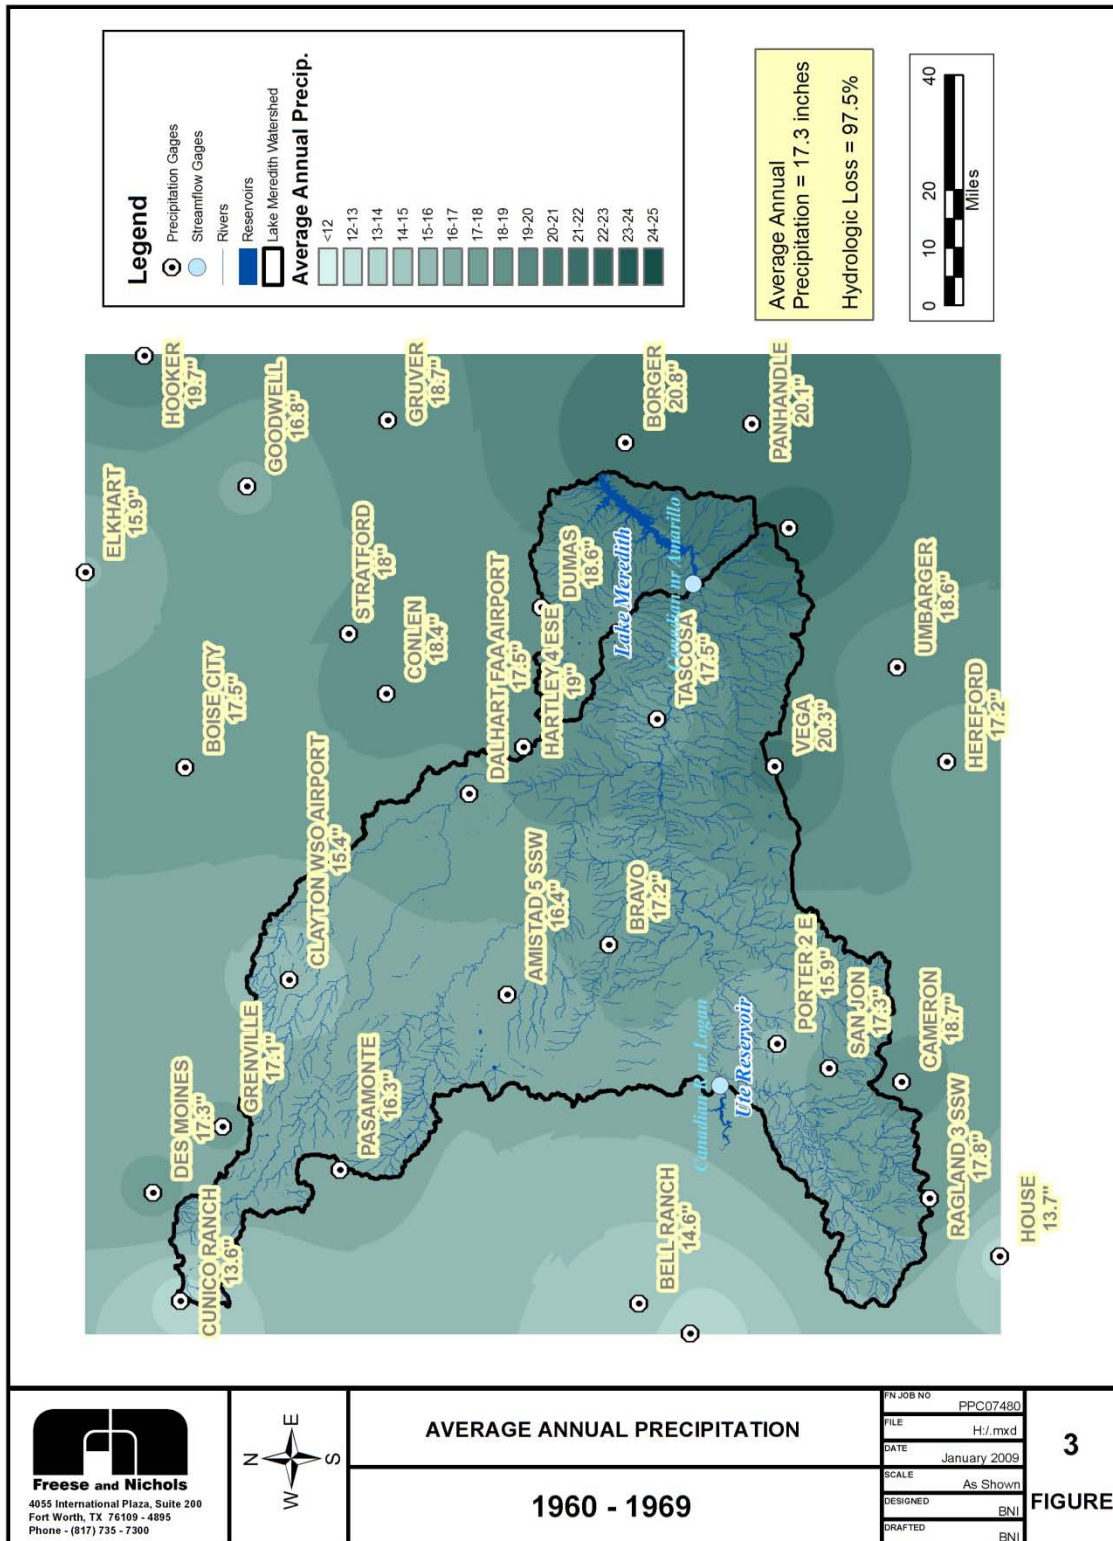 Legend
Precipitation Gages
Streamflow Gages
Rivers
Reservoirs
Lake Meredith Watershed
Average Annual Precip.
<12
12-13
13-14
14-15
15-16
16-17
17-18
18-19
19-20
20-21
21-22
22-23
23-24
24-25
Average Annual
Precipitation = 17.3 inches
Hydrologic Loss = 97.5%
0 10 20 40
Miles
HOOKER
19.7"
GOODWELL
16.8"
GRUVER
18.7"
BORGER
20.8"
PANHANDLE
20.1"
ELKHART
15.9"
STRATFORD
18"
CONLEN
18.4"
BOISE CITY
17.5"
DALHART FAA AIRPORT
17.5"
HARTLEY 4 ESE
19"
DUMAS
18.6"
Lake Meredith
Canadian nr Amarillo
TASCOSA
17.5"
VEGA
20.3"
UMBARGER
18.6"
HEREFORD
17.2"
CLAYTON WSO AIRPORT
15.4"
AMISTAD 5 SSW
16.4"
BRAVO
17.2"
PORTER 2 E
15.9"
SAN JON
17.3"
CAMERON
18.7"
GRENVILLE
17.1"
DES MOINES
17.3"
PASAMONTE
16.3"
CUNICO RANCH
13.6"
Canadian R nr Logan
Ute Reservoir
BELL RANCH
14.6"
RAGLAND 3 SSW
17.8"
HOUSE
13.7"
Freese and Nichols
4055 International Plaza, Suite 200
Fort Worth, TX 76109 - 4895
Phone - (817) 735 - 7300
N
E
S
W
AVERAGE ANNUAL PRECIPITATION
1960 - 1969
FN JOB NO
PPC07480
FILE
H:/.mxd
DATE
January 2009
SCALE
As Shown
DESIGNED
BNI
DRAFTED
BNI
3
FIGURE